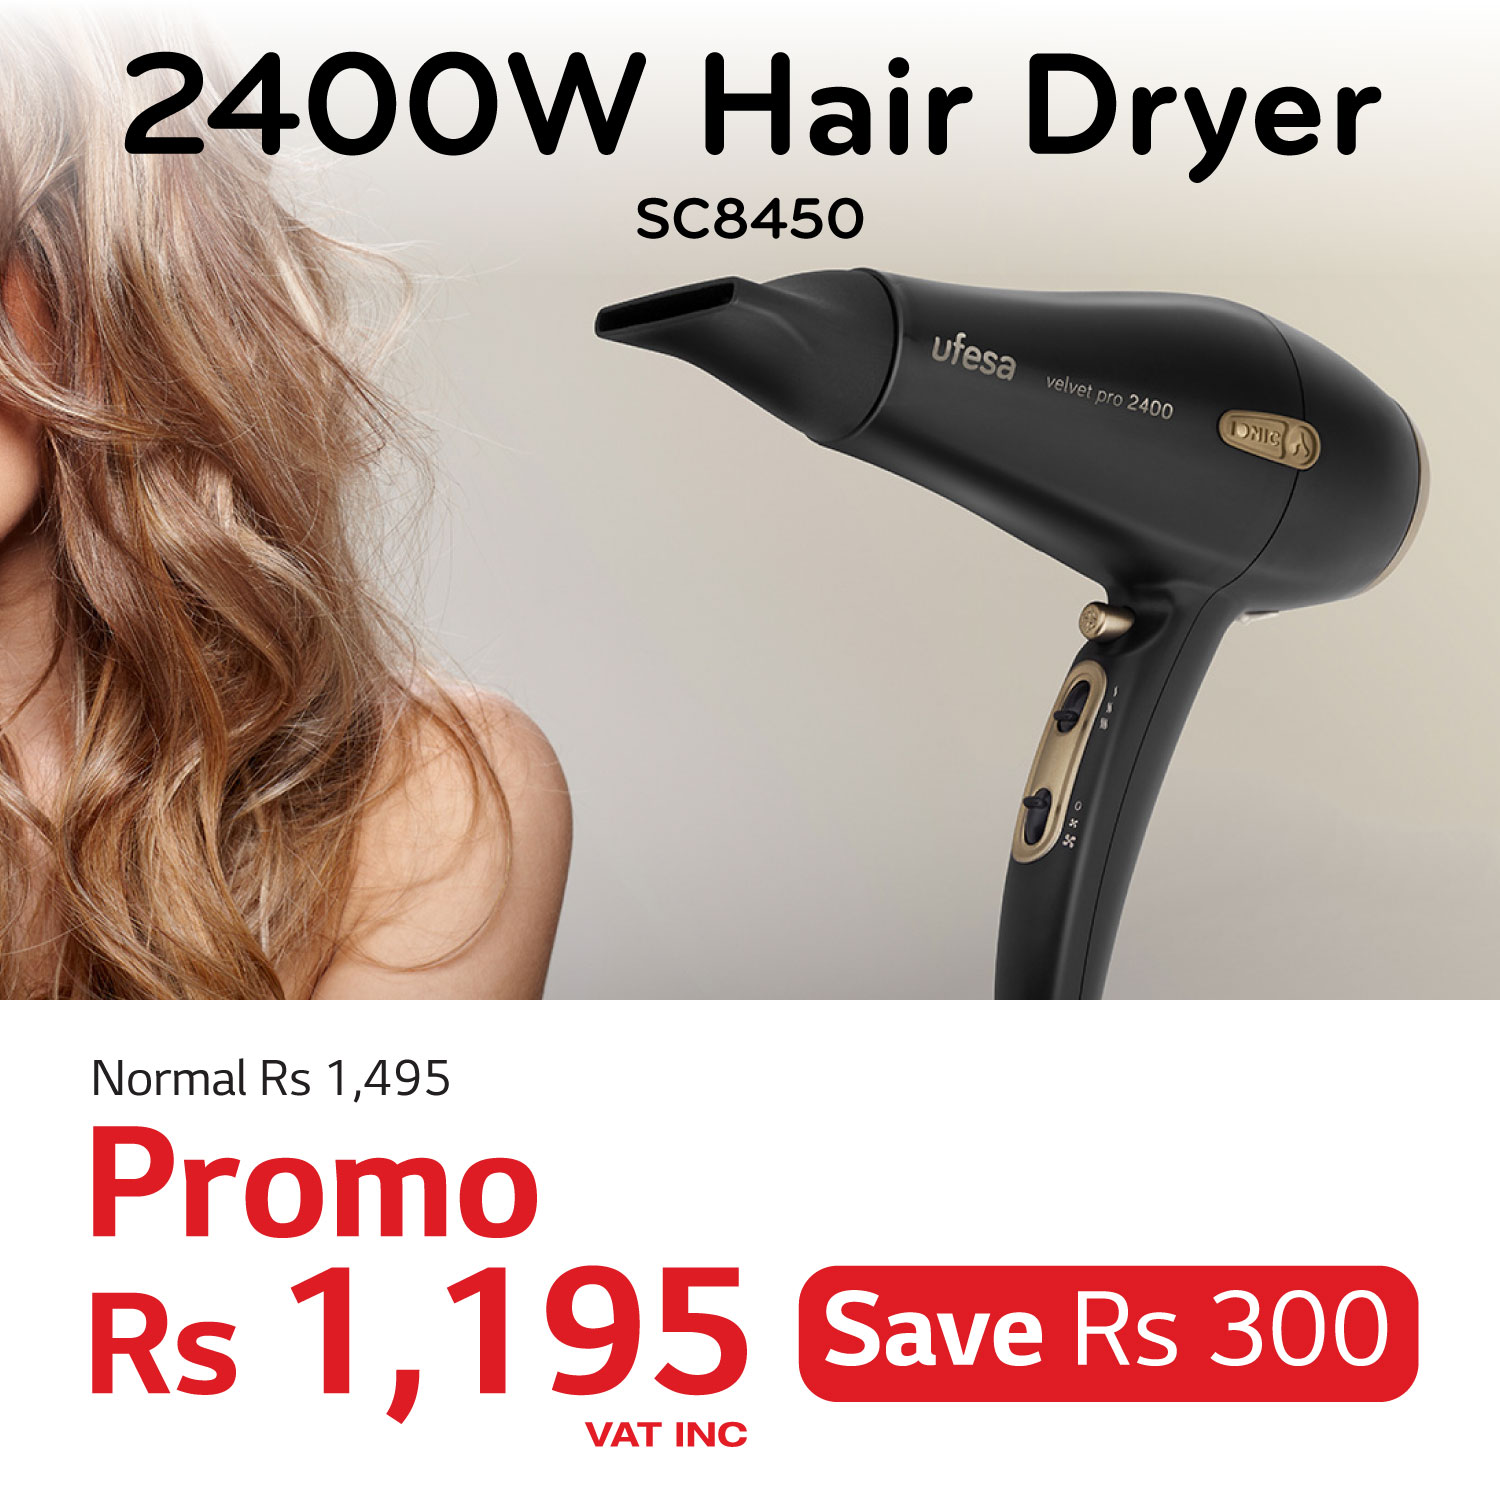 2400W Hair Dryer
SC8450
ufesa
velvet pro 2400
IONIC
0
Normal Rs 1,495
Promo
Rs 1,195
Save Rs 300
VAT INC